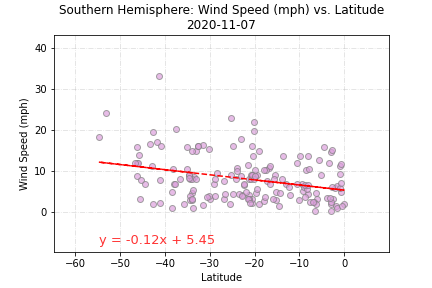 Southern Hemisphere: Wind Speed (mph) vs. Latitude
2020-11-07
40
30
20
10
0
Wind Speed (mph)
y = -0.12x + 5.45
−60 −50 −40 −30 −20 −10 0
Latitude